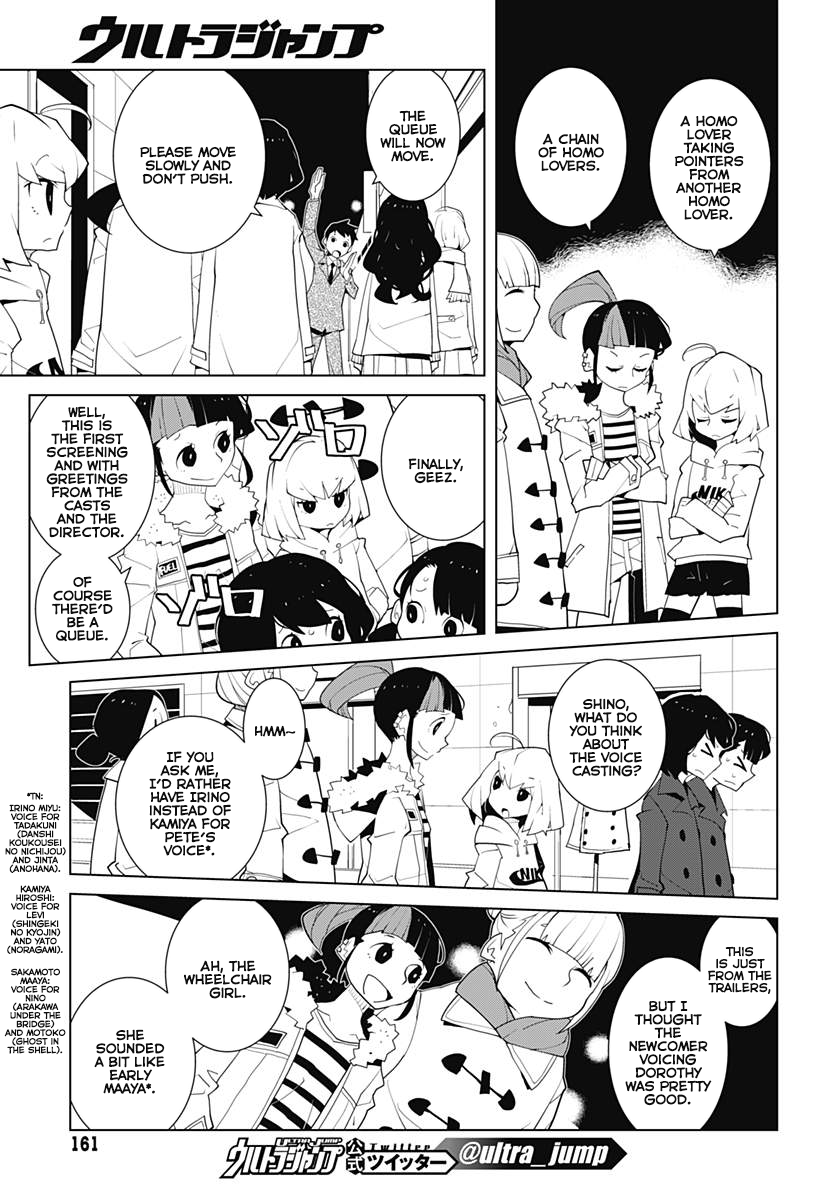 ウルトラジャンプ
A HOMO
LOVER
TAKING
POINTERS
FROM
ANOTHER
HOMO
LOVER.
A CHAIN
OF HOMO
LOVERS.
NIK
THE
QUEUE
WILL NOW
MOVE.
PLEASE MOVE
SLOWLY AND
DON'T PUSH.
FINALLY,
GEEZ.
ゾロ
ゾロ
WELL,
THIS IS
THE FIRST
SCREENING
AND WITH
GREETINGS
FROM THE
CASTS
AND THE
DIRECTOR.
OF
COURSE
THERE'D
BE A
QUEUE.
FUEL
SHINO,
WHAT DO
YOU THINK
ABOUT
THE VOICE
CASTING?
HMM~
IF YOU
ASK ME,
I'D RATHER
HAVE IRINO
INSTEAD OF
KAMIYA FOR
PETE'S
VOICE*.
NIK
*TN:
IRINO MIYU:
VOICE FOR
TADAKUNI
(DANSHI
KOUKOUSEI
NO NICHIJOU)
AND JINTA
(ANOHANA).
KAMIYA
HIROSHI:
VOICE FOR
LEVI
(SHINGEKI
NO KYOJIN)
AND YATO
(NORAGAMI).
SAKAMOTO
MAAYA:
VOICE FOR
NINO
(ARAKAWA
UNDER THE
BRIDGE)
AND MOTOKO
(GHOST IN
THE SHELL).
THIS
IS JUST
FROM THE
TRAILERS,
BUT I
THOUGHT
THE
NEWCOMER
VOICING
DOROTHY
WAS PRETTY
GOOD.
AH, THE
WHEELCHAIR
GIRL.
SHE
SOUNDED
A BIT LIKE
EARLY
MAAYA*.
161
ULTRA JUMP
ウルトラジャンプ
公式
Twitter
ツイッター
@ultra_jump